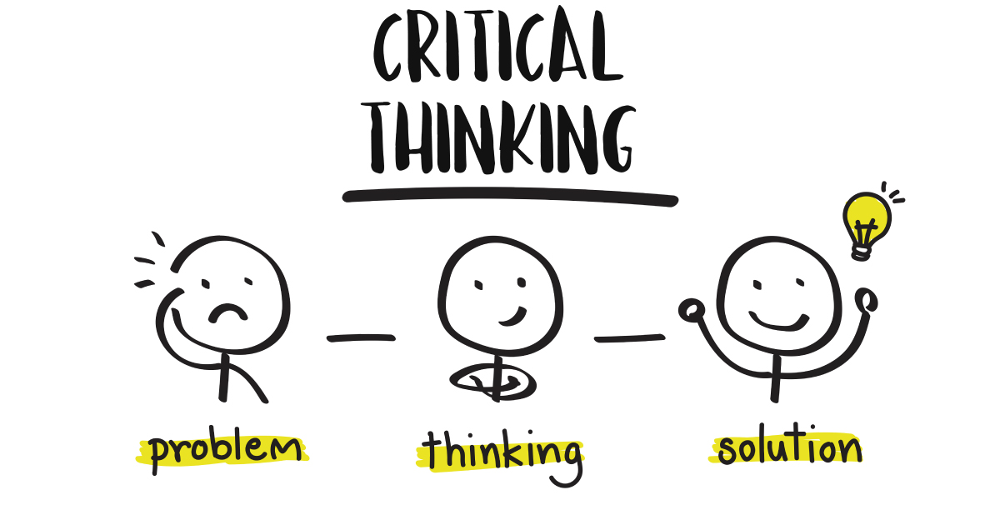 CRITICAL
THINKING
problem
thinking
solution